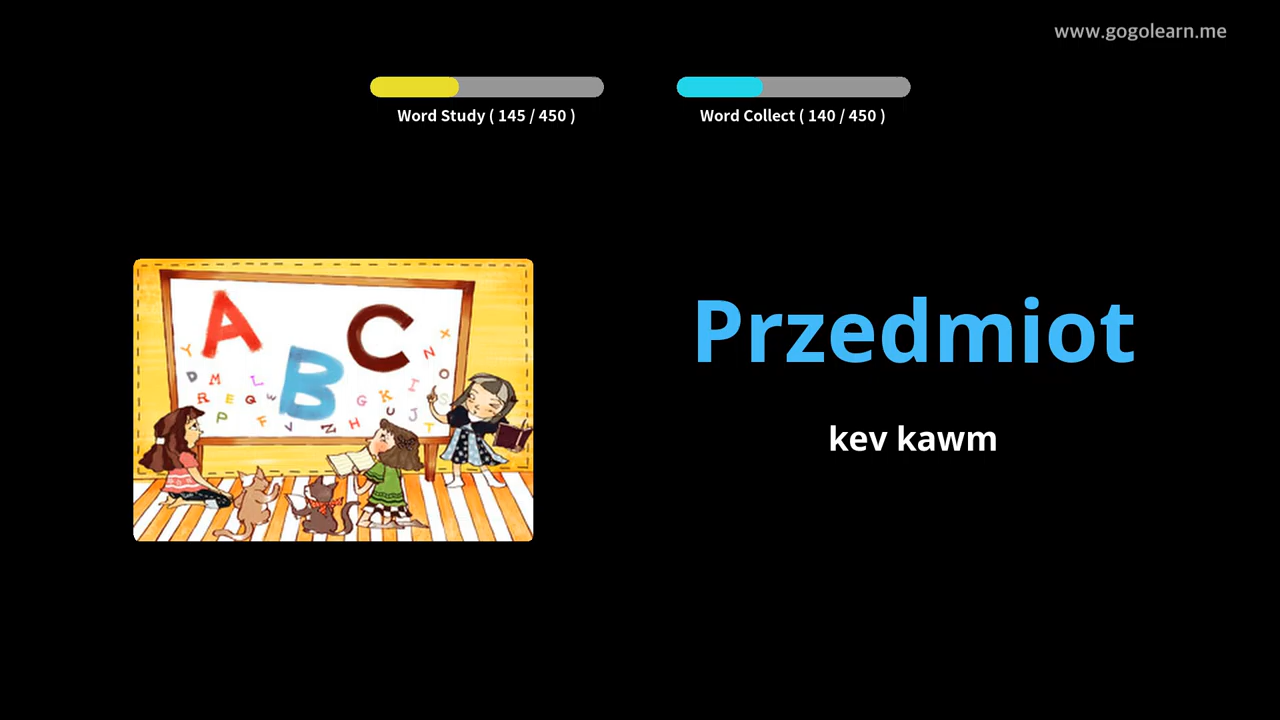 www.gogolearn.me
Word Study ( 145 / 450 )
Word Collect ( 140 / 450 )
A
B
C
Przedmiot
kev kawm